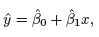 ŷ = β̂₀ + β̂₁x,